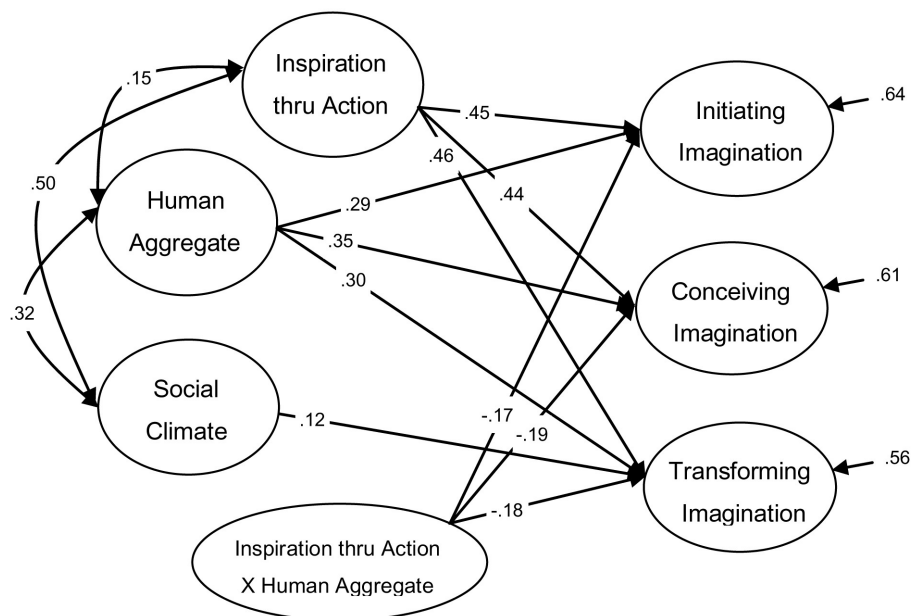 Inspiration
thru Action
Human
Aggregate
Social
Climate
Inspiration thru Action
X Human Aggregate
Initiating
Imagination
Conceiving
Imagination
Transforming
Imagination
.15
.50
.32
.45
.46
.44
.29
.35
.30
.12
-.17
-.19
-.18
.64
.61
.56